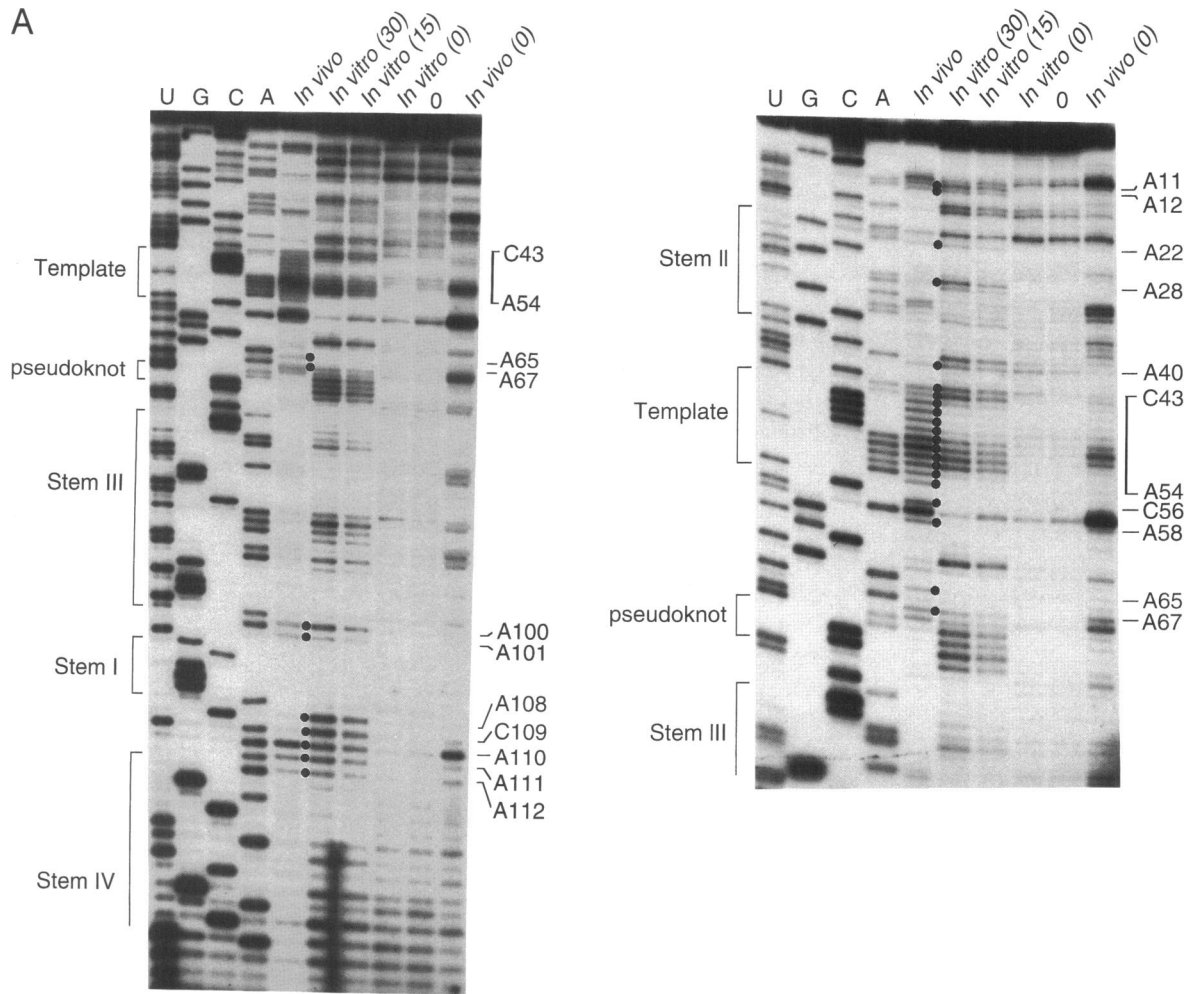 A
U G C A In vivo In vitro (30) In vitro (15) In vitro (0) 0 In vivo (0)
Template
pseudoknot
Stem III
Stem I
Stem IV
C43
A54
A65
A67
A100
A101
A108
C109
A110
A111
A112
U G C A In vivo In vitro (30) In vitro (15) In vitro (0) 0 In vivo (0)
Stem II
Template
pseudoknot
Stem III
A11
A12
A22
A28
A40
C43
A54
C56
A58
A65
A67